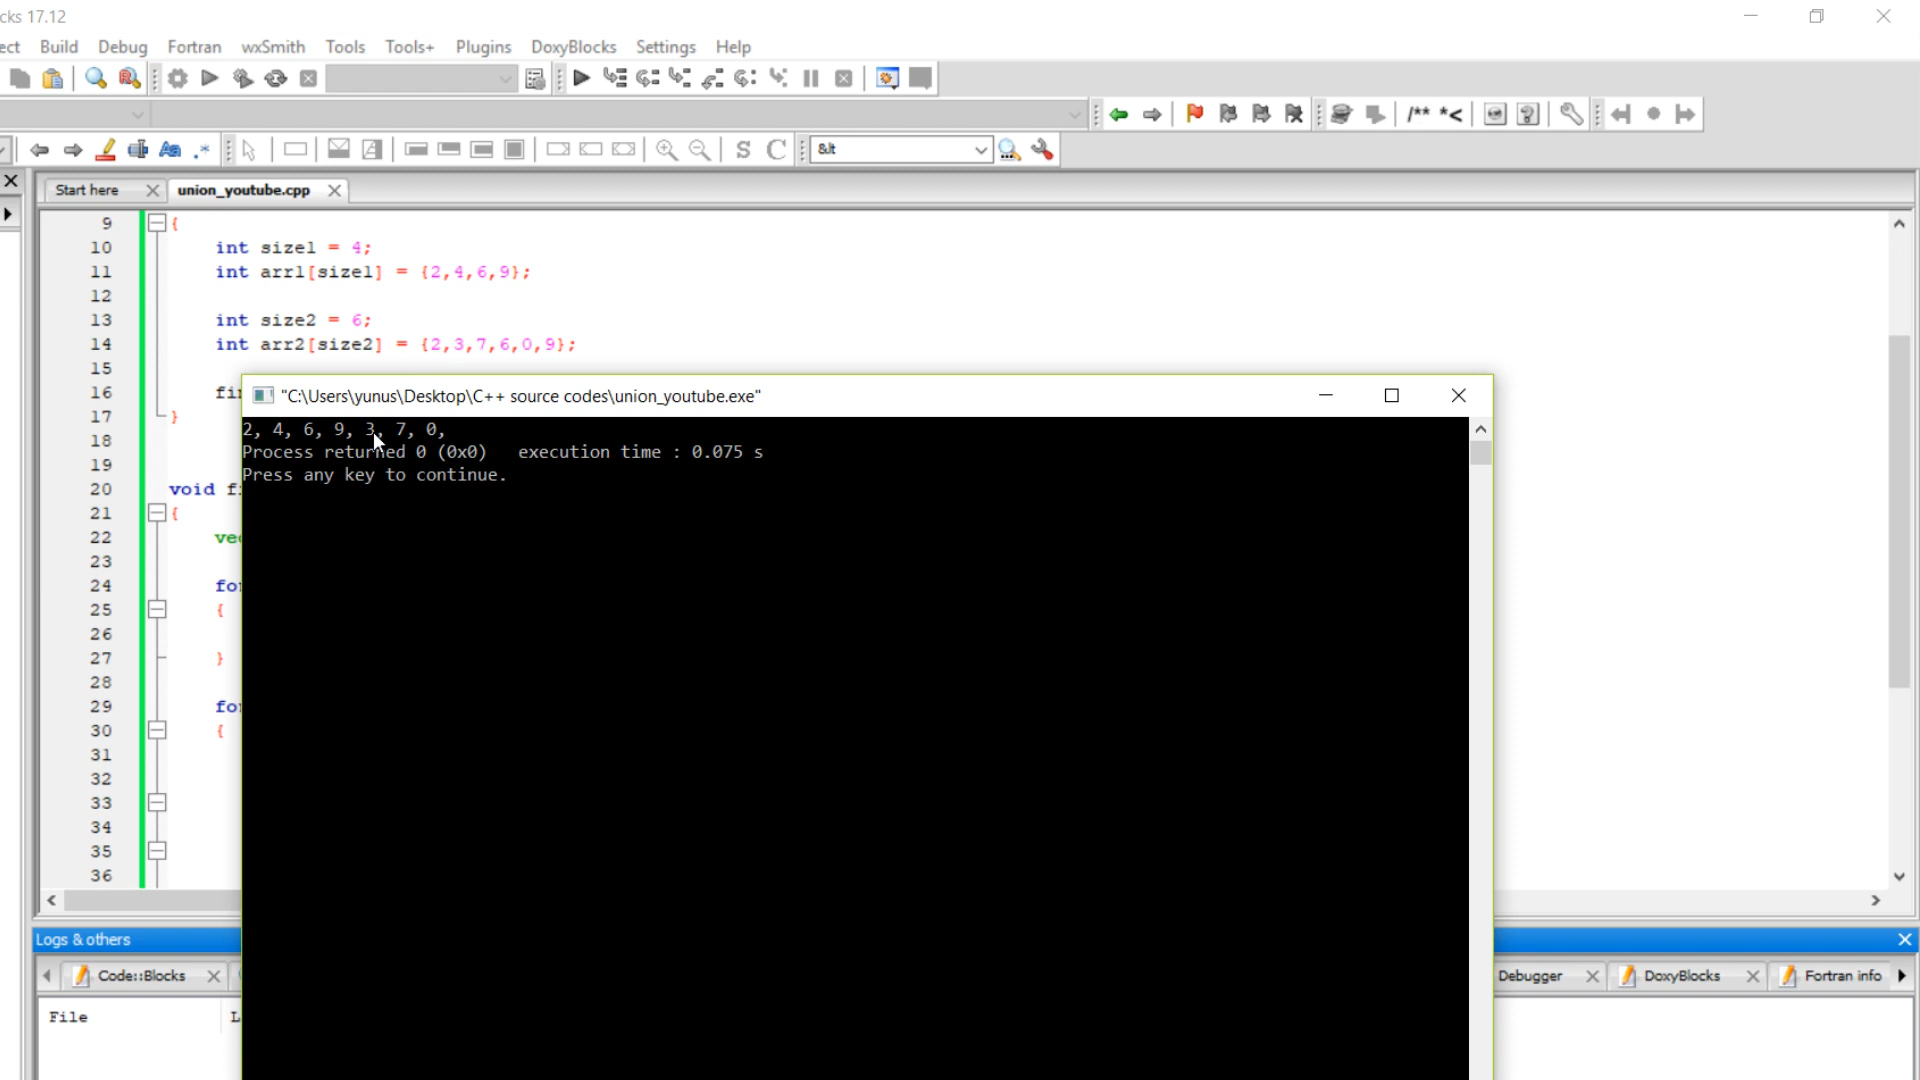 cks 17.12
ect Build Debug Fortran wxSmith Tools Tools+ Plugins DoxyBlocks Settings Help
/** *<
Aa .* S C &lt
Start here union_youtube.cpp
9 {
10 int size1 = 4;
11 int arr1[size1] = {2,4,6,9};
12
13 int size2 = 6;
14 int arr2[size2] = {2,3,7,6,0,9};
15
16 fi
17 }
18
19
20 void f
21 {
22 ve
23
24 fo
25 {
26
27 }
28
29 fo
30 {
31
32
33
34
35
36
"C:\Users\yunus\Desktop\C++ source codes\union_youtube.exe"
2, 4, 6, 9, 3, 7, 0,
Process returned 0 (0x0) execution time : 0.075 s
Press any key to continue.
Logs & others
Code::Blocks Debugger DoxyBlocks Fortran info
File L